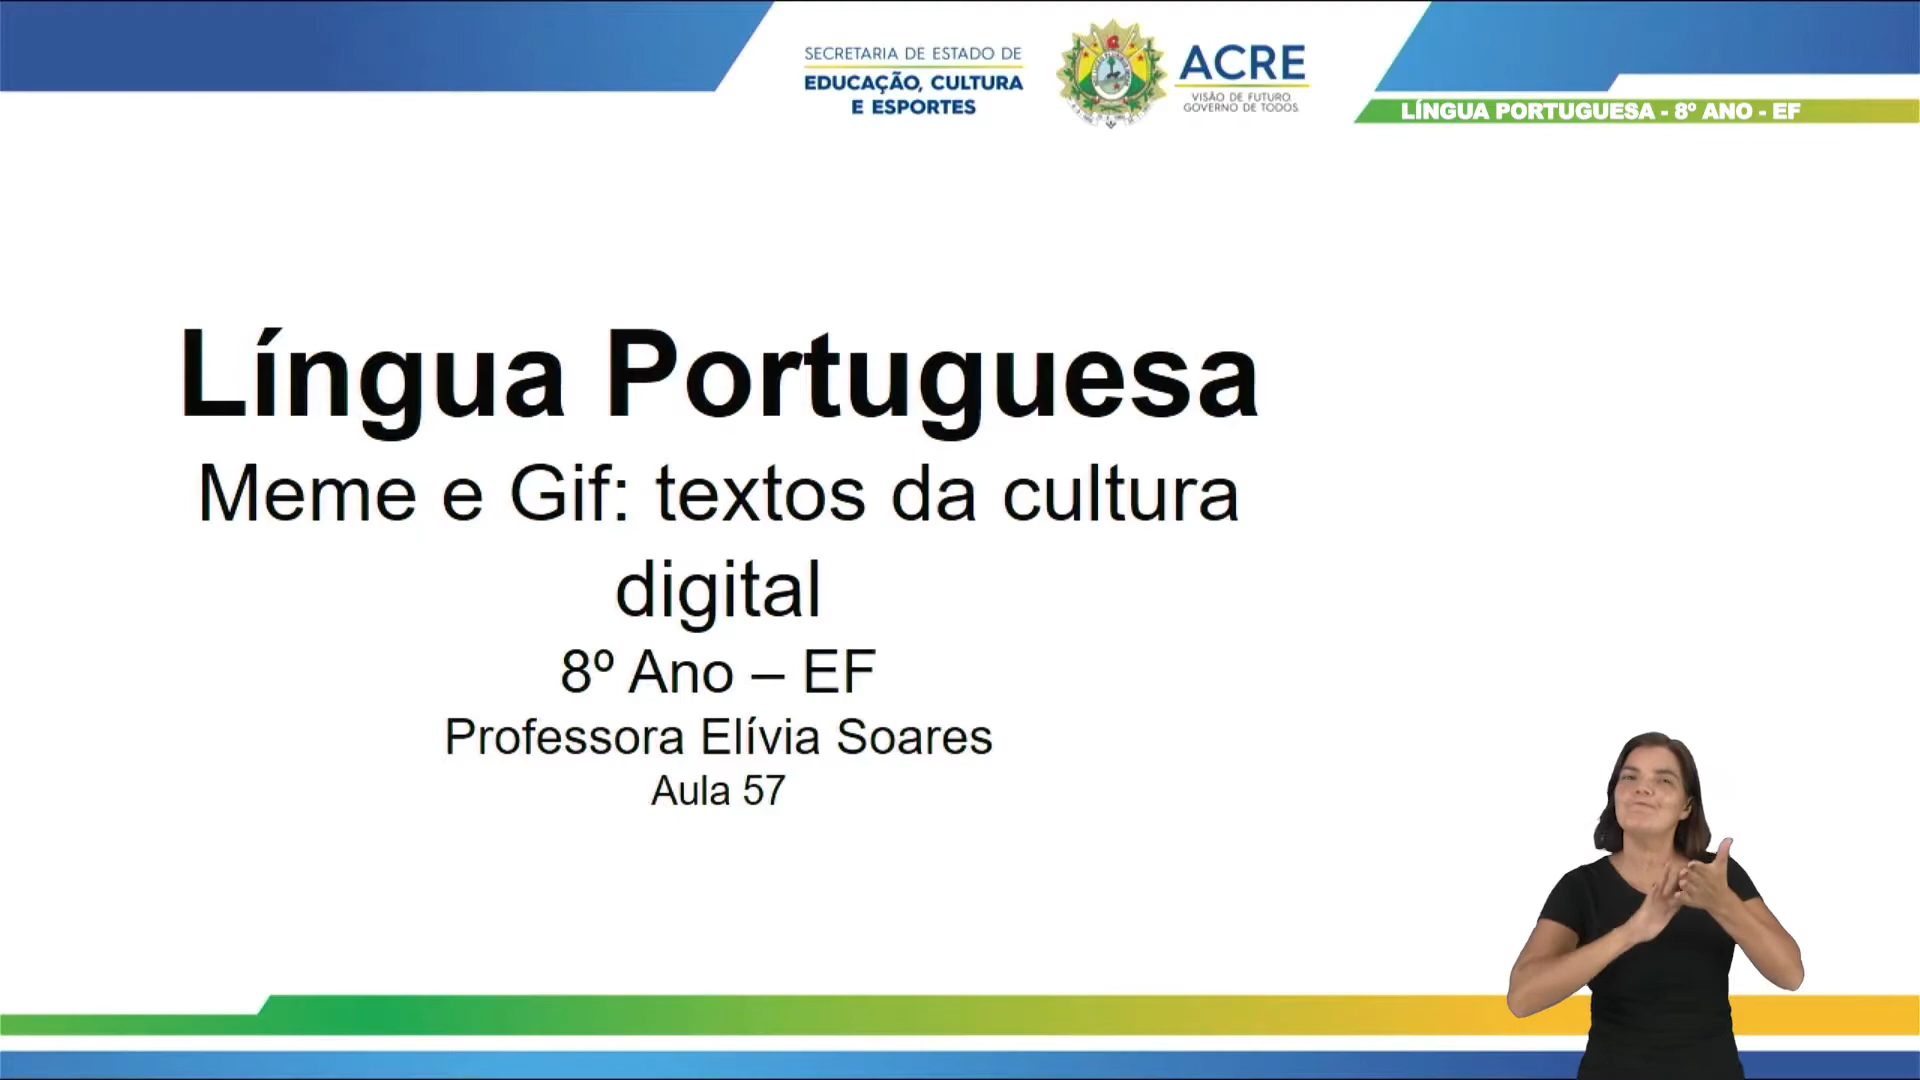 SECRETARIA DE ESTADO DE
EDUCAÇÃO, CULTURA
E ESPORTES
ACRE
VISÃO DE FUTURO
GOVERNO DE TODOS
LÍNGUA PORTUGUESA - 8º ANO - EF
Língua Portuguesa
Meme e Gif: textos da cultura
digital
8º Ano – EF
Professora Elívia Soares
Aula 57